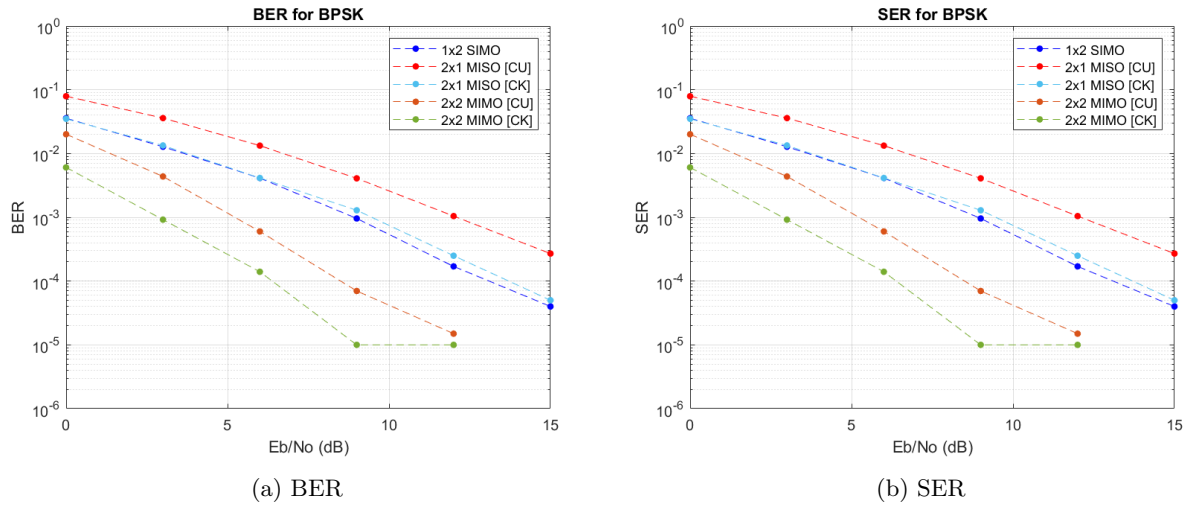 BER for BPSK
10^0
10^-1
10^-2
10^-3
10^-4
10^-5
10^-6
BER
0
5
10
15
Eb/No (dB)
1x2 SIMO
2x1 MISO [CU]
2x1 MISO [CK]
2x2 MIMO [CU]
2x2 MIMO [CK]
(a) BER
SER for BPSK
10^0
10^-1
10^-2
10^-3
10^-4
10^-5
10^-6
SER
0
5
10
15
Eb/No (dB)
1x2 SIMO
2x1 MISO [CU]
2x1 MISO [CK]
2x2 MIMO [CU]
2x2 MIMO [CK]
(b) SER